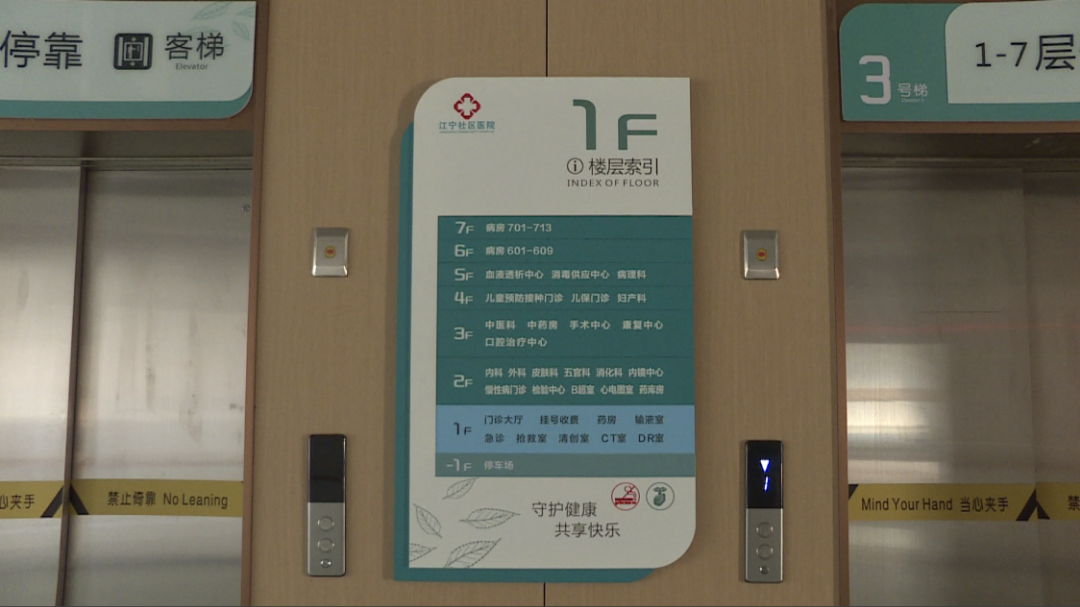 停靠 客梯
Elevator
3号梯
1-7层
江宁社区医院
1F
楼层索引
INDEX OF FLOOR
7F 病房 701-713
6F 病房 601-609
5F 血液透析中心 消毒供应中心 病理科
4F 儿童预防接种门诊 儿保门诊 妇产科
3F 中医科 中药房 手术中心 康复中心
口腔治疗中心
2F 内科 外科 皮肤科 五官科 消化科 内镜中心
慢性病门诊 检验中心 B超室 心电图室 药库房
1F 门诊大厅 挂号收费 药房 输液室
急诊 抢救室 清创室 CT室 DR室
-1F 停车场
守护健康
共享快乐
1
心夹手 禁止倚靠 No Leaning
Mind Your Hand 当心夹手 禁